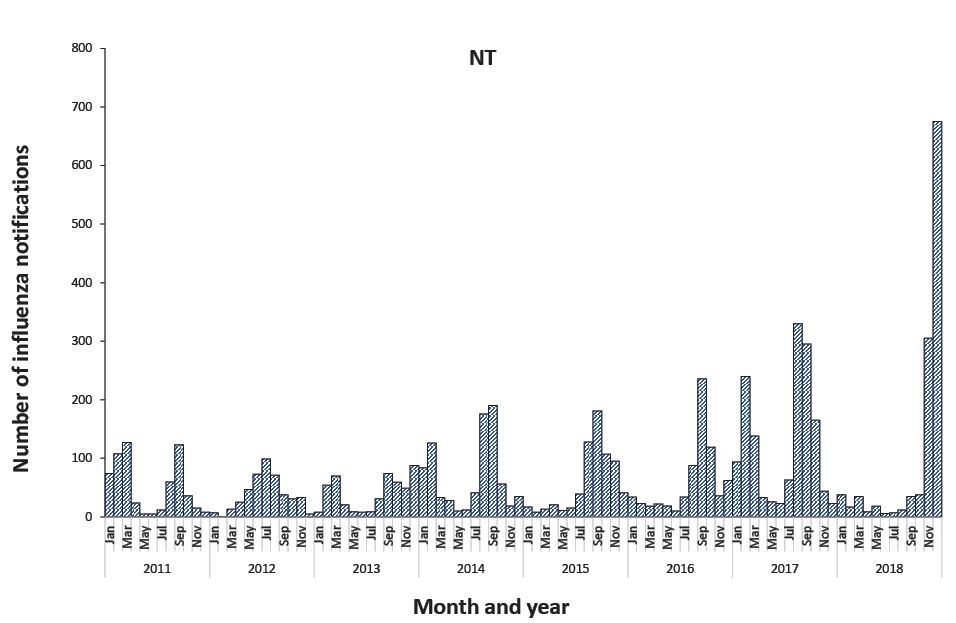 NT
Number of influenza notifications
800
700
600
500
400
300
200
100
0
Jan Mar May Jul Sep Nov Jan Mar May Jul Sep Nov Jan Mar May Jul Sep Nov Jan Mar May Jul Sep Nov Jan Mar May Jul Sep Nov Jan Mar May Jul Sep Nov Jan Mar May Jul Sep Nov Jan Mar May Jul Sep Nov
2011 2012 2013 2014 2015 2016 2017 2018
Month and year